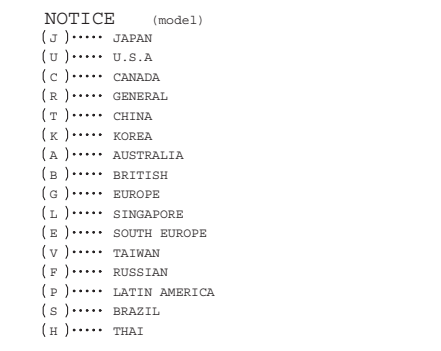 NOTICE (model)
(J)····· JAPAN
(U)····· U.S.A
(C)····· CANADA
(R)····· GENERAL
(T)····· CHINA
(K)····· KOREA
(A)····· AUSTRALIA
(B)····· BRITISH
(G)····· EUROPE
(L)····· SINGAPORE
(E)····· SOUTH EUROPE
(V)····· TAIWAN
(F)····· RUSSIAN
(P)····· LATIN AMERICA
(S)····· BRAZIL
(H)····· THAI